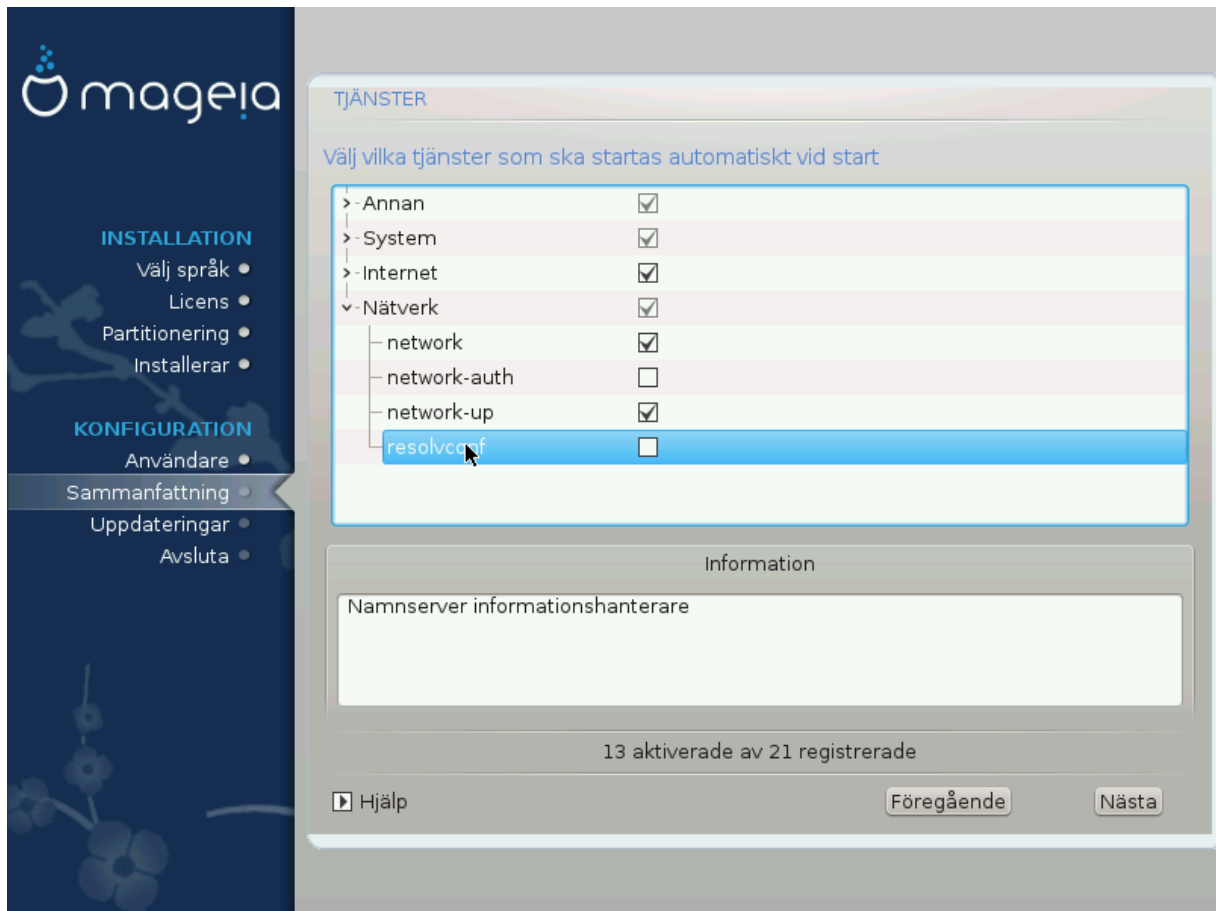 mageia
INSTALLATION
Välj språk
Licens
Partitionering
Installerar
KONFIGURATION
Användare
Sammanfattning
Uppdateringar
Avsluta
TJÄNSTER
Välj vilka tjänster som ska startas automatiskt vid start
Annan
System
Internet
Nätverk
network
network-auth
network-up
resolvconf
Information
Namnserver informationshanterare
13 aktiverade av 21 registrerade
Hjälp
Föregående
Nästa